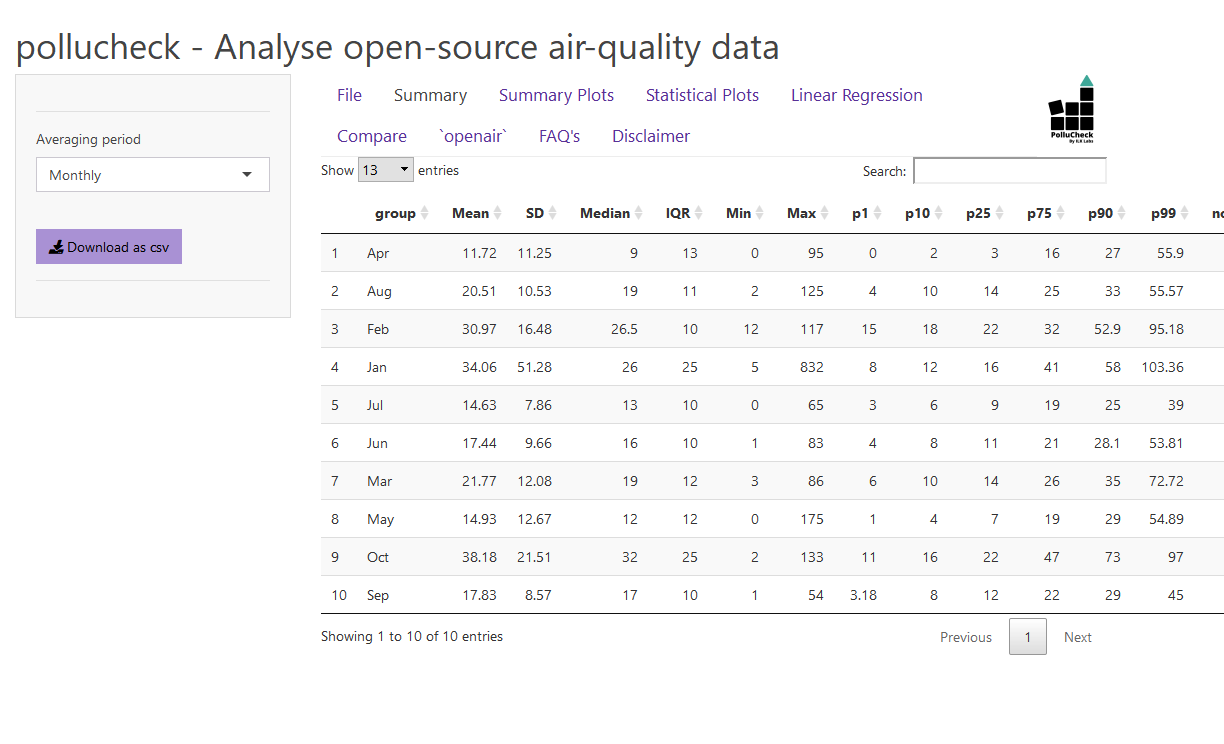 pollucheck - Analyse open-source air-quality data
Averaging period
Monthly
Download as csv
File Summary Summary Plots Statistical Plots Linear Regression
Compare `openair` FAQ's Disclaimer
PolluCheck
By ILK Labs
Show 13 entries
Search:
group Mean SD Median IQR Min Max p1 p10 p25 p75 p90 p99
1 Apr 11.72 11.25 9 13 0 95 0 2 3 16 27 55.9
2 Aug 20.51 10.53 19 11 2 125 4 10 14 25 33 55.57
3 Feb 30.97 16.48 26.5 10 12 117 15 18 22 32 52.9 95.18
4 Jan 34.06 51.28 26 25 5 832 8 12 16 41 58 103.36
5 Jul 14.63 7.86 13 10 0 65 3 6 9 19 25 39
6 Jun 17.44 9.66 16 10 1 83 4 8 11 21 28.1 53.81
7 Mar 21.77 12.08 19 12 3 86 6 10 14 26 35 72.72
8 May 14.93 12.67 12 12 0 175 1 4 7 19 29 54.89
9 Oct 38.18 21.51 32 25 2 133 11 16 22 47 73 97
10 Sep 17.83 8.57 17 10 1 54 3.18 8 12 22 29 45
Showing 1 to 10 of 10 entries
Previous 1 Next